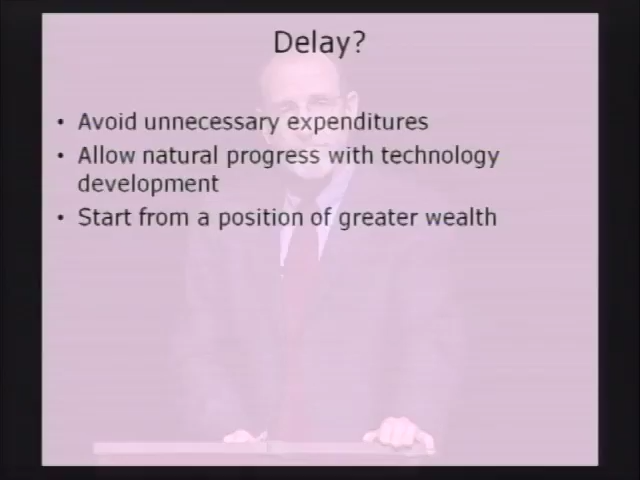 Delay?
• Avoid unnecessary expenditures
• Allow natural progress with technology
development
• Start from a position of greater wealth